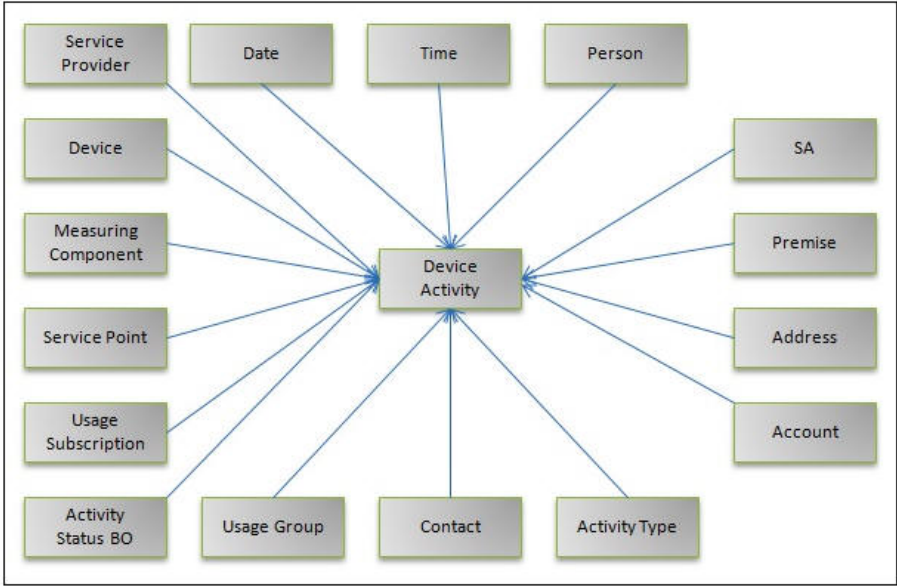 Service
Provider
Date
Time
Person
Device
SA
Measuring
Component
Premise
Device
Activity
Service Point
Address
Usage
Subscription
Account
Activity
Status BO
Usage Group
Contact
Activity Type